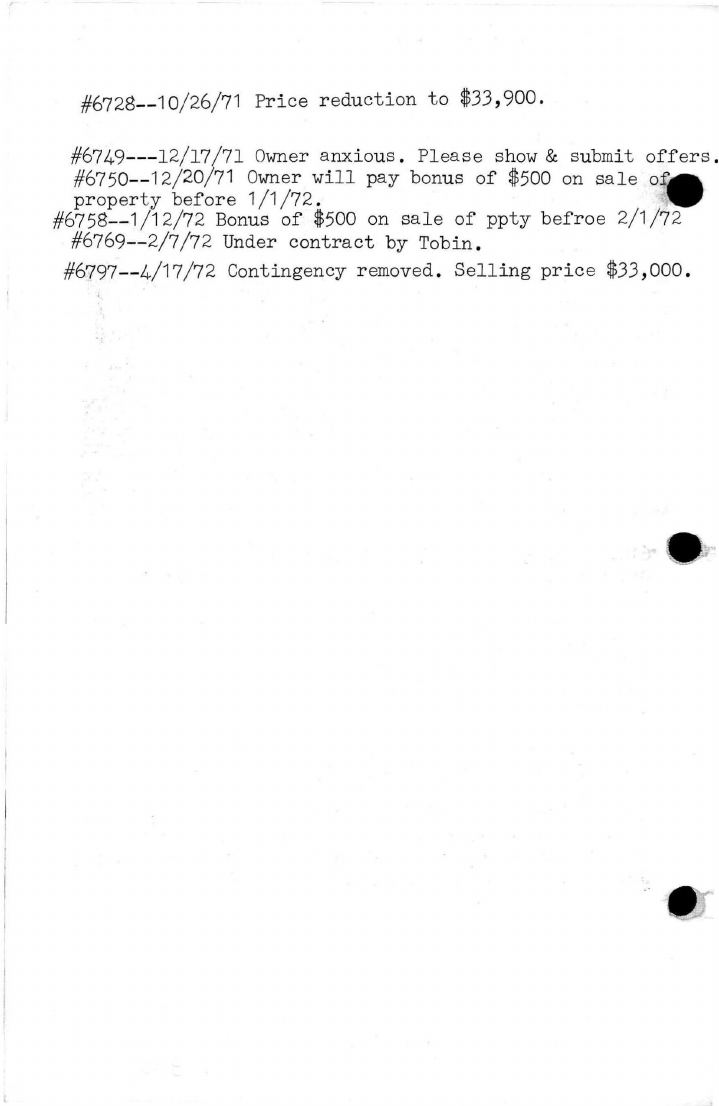 #6728--10/26/71 Price reduction to $33,900.
#6749---12/17/71 Owner anxious. Please show & submit offers.
#6750--12/20/71 Owner will pay bonus of $500 on sale of
property before 1/1/72.
#6758--1/12/72 Bonus of $500 on sale of ppty befroe 2/1/72
#6769--2/7/72 Under contract by Tobin.
#6797--4/17/72 Contingency removed. Selling price $33,000.